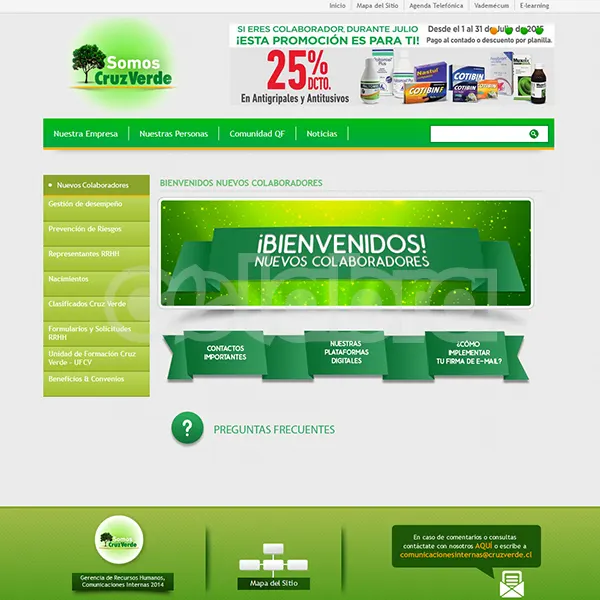 Inicio | Mapa del Sitio | Agenda Telefónica | Vademécum | E-learning
Somos
CruzVerde
SI ERES COLABORADOR, DURANTE JULIO
¡ESTA PROMOCIÓN ES PARA TI!
Desde el 1 al 31 de Julio de 2015
Pago al contado o descuento por planilla.
25%
DCTO.
En Antigripales y Antitusivos
Nastul
COTIBIN F
COTIBIN
Nuestra Empresa | Nuestras Personas | Comunidad QF | Noticias
Nuevos Colaboradores
Gestión de desempeño
Prevención de Riesgos
Representantes RRHH
Nacimientos
Clasificados Cruz Verde
Formularios y Solicitudes
RRHH
Unidad de Formación Cruz
Verde - UFCV
Beneficios & Convenios
BIENVENIDOS NUEVOS COLABORADORES
¡BIENVENIDOS!
NUEVOS COLABORADORES
CONTACTOS
IMPORTANTES
NUESTRAS
PLATAFORMAS
DIGITALES
¿CÓMO
IMPLEMENTAR
TU FIRMA DE E-MAIL?
?
PREGUNTAS FRECUENTES
Somos
CruzVerde
Gerencia de Recursos Humanos,
Comunicaciones Internas 2014
Mapa del Sitio
En caso de comentarios o consultas
contáctate con nosotros AQUÍ o escribe a
comunicacionesinternas@cruzverde.cl